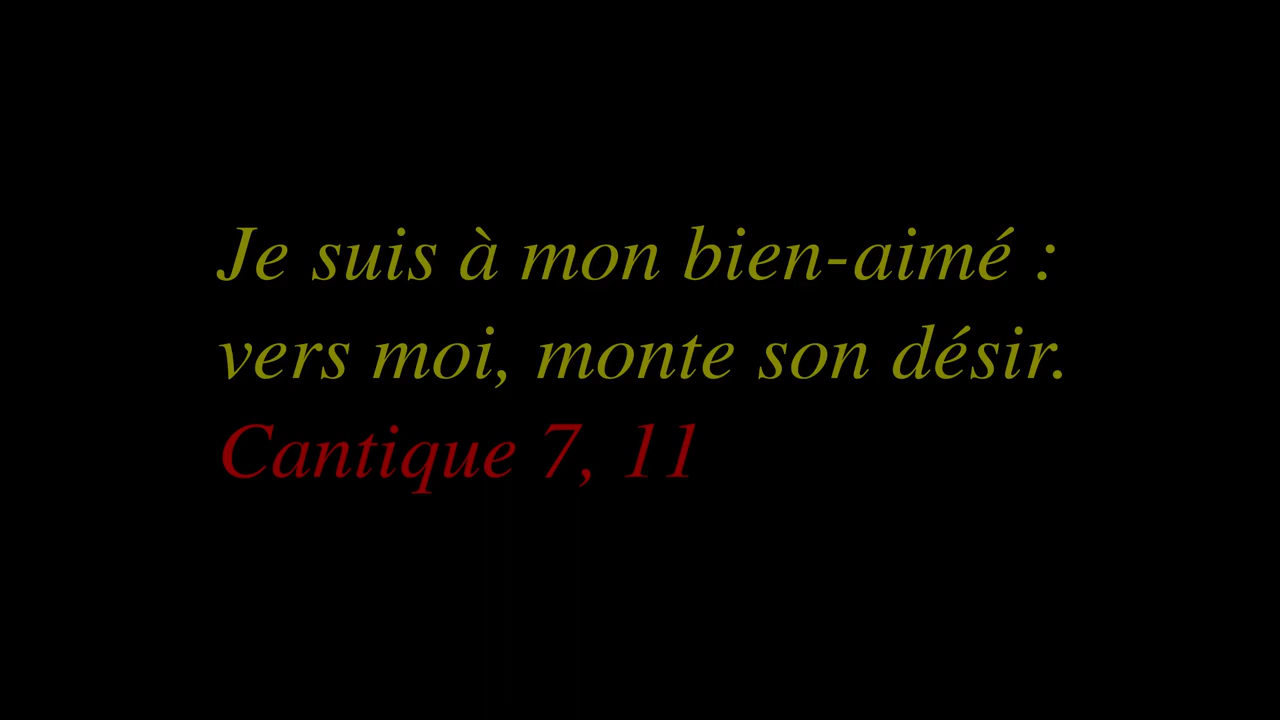 Je suis à mon bien-aimé :
vers moi, monte son désir.
Cantique 7, 11